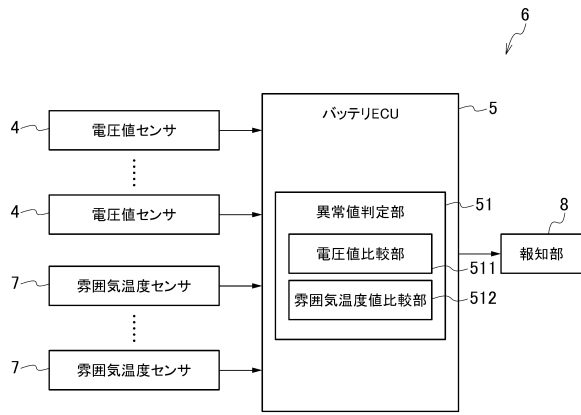 6
バッテリECU
5
4
電圧値センサ
4
電圧値センサ
異常値判定部
51
電圧値比較部
511
8
報知部
7
雰囲気温度センサ
雰囲気温度値比較部
512
7
雰囲気温度センサ